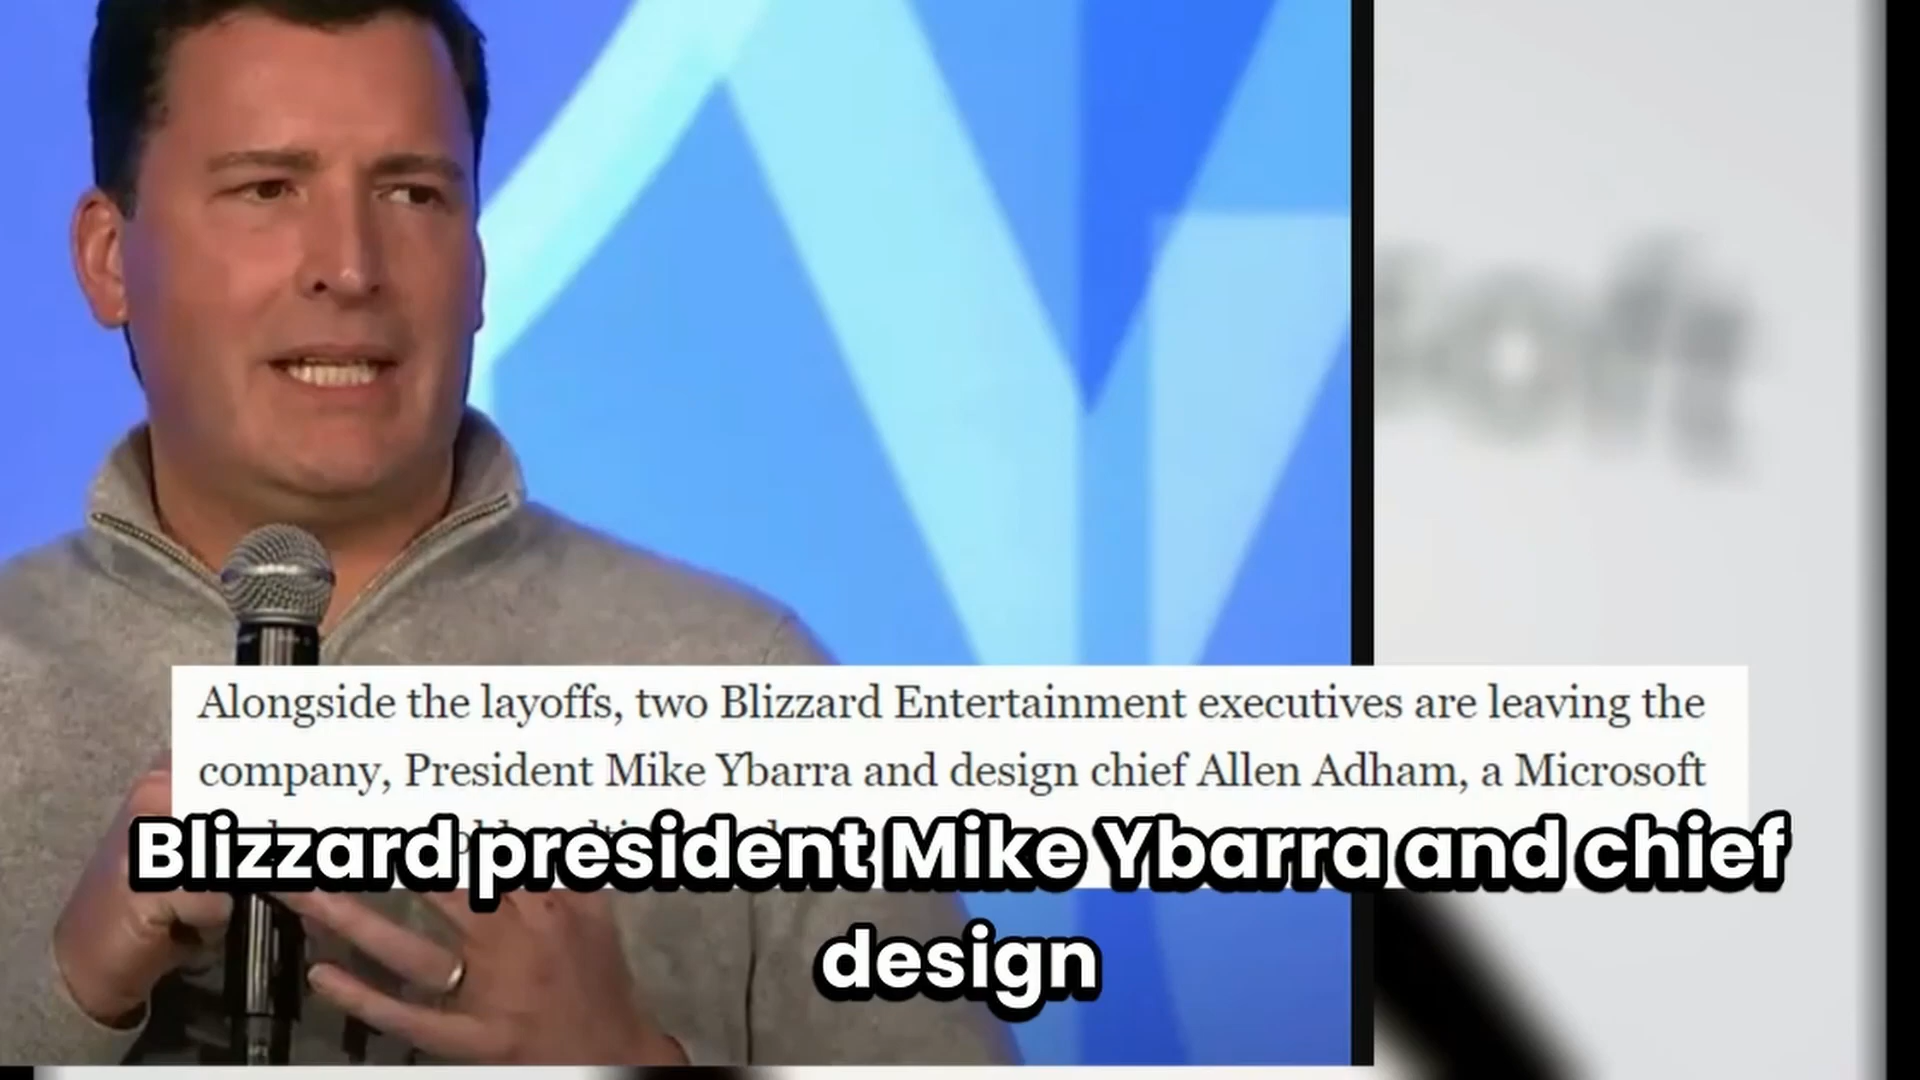 soft
Alongside the layoffs, two Blizzard Entertainment executives are leaving the
company, President Mike Ybarra and design chief Allen Adham, a Microsoft
Blizzard president Mike Ybarra and chief
design